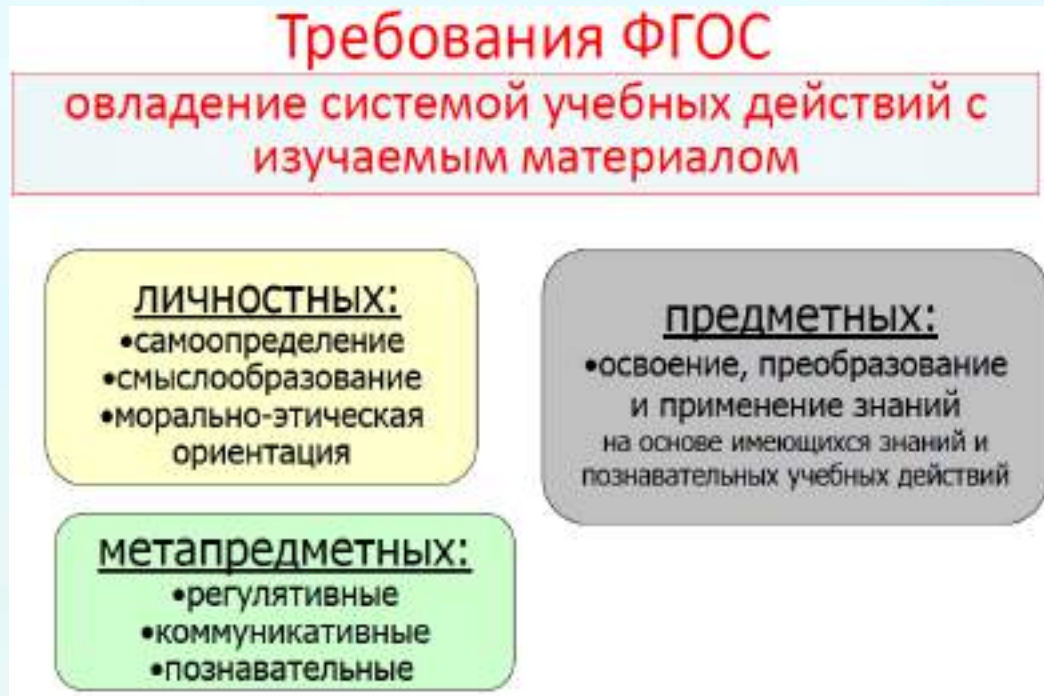 Требования ФГОС
овладение системой учебных действий с
изучаемым материалом
личностных:
•самоопределение
•смыслообразование
•морально-этическая
ориентация
предметных:
•освоение, преобразование
и применение знаний
на основе имеющихся знаний и
познавательных учебных действий
метапредметных:
•регулятивные
•коммуникативные
•познавательные